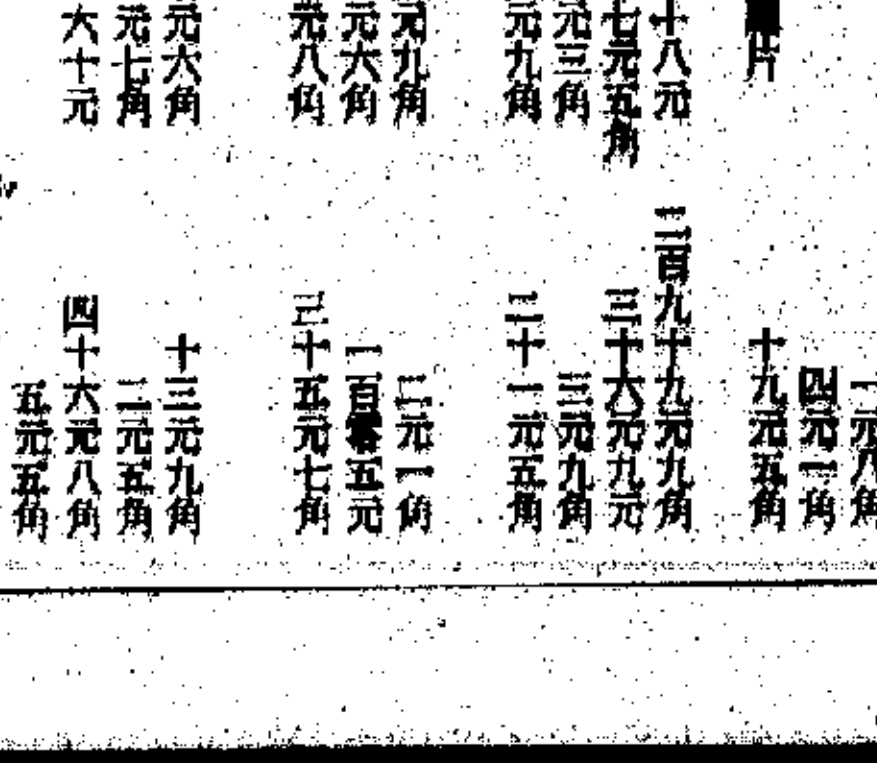 十元八角
四元一角
片
十九元五角
十八元
二百九十九元九角
七元五角
三十六元九元
元三角
三元九角
元九角
二十一元五角
元九角
二元一角
元六角
一百零五元
元八角
三十五元七角
元六角
十三元九角
元七角
二元五角
六十元
四十六元八角
五元五角